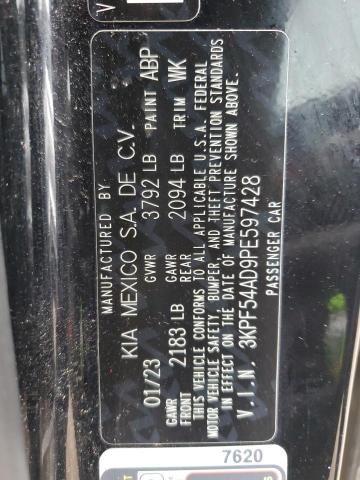 MANUFACTURED BY
KIA MEXICO S.A. DE C.V.
01/23 GVWR 3792 LB PAINT ABP
GAWR FRONT 2183 LB GAWR REAR 2094 LB TRIM WK
THIS VEHICLE CONFORMS TO ALL APPLICABLE U.S.A. FEDERAL
MOTOR VEHICLE SAFETY, BUMPER, AND THEFT PREVENTION STANDARDS
IN EFFECT ON THE DATE OF MANUFACTURE SHOWN ABOVE.
V.I.N, 3KPF54AD9PE597428
PASSENGER CAR
7620
V